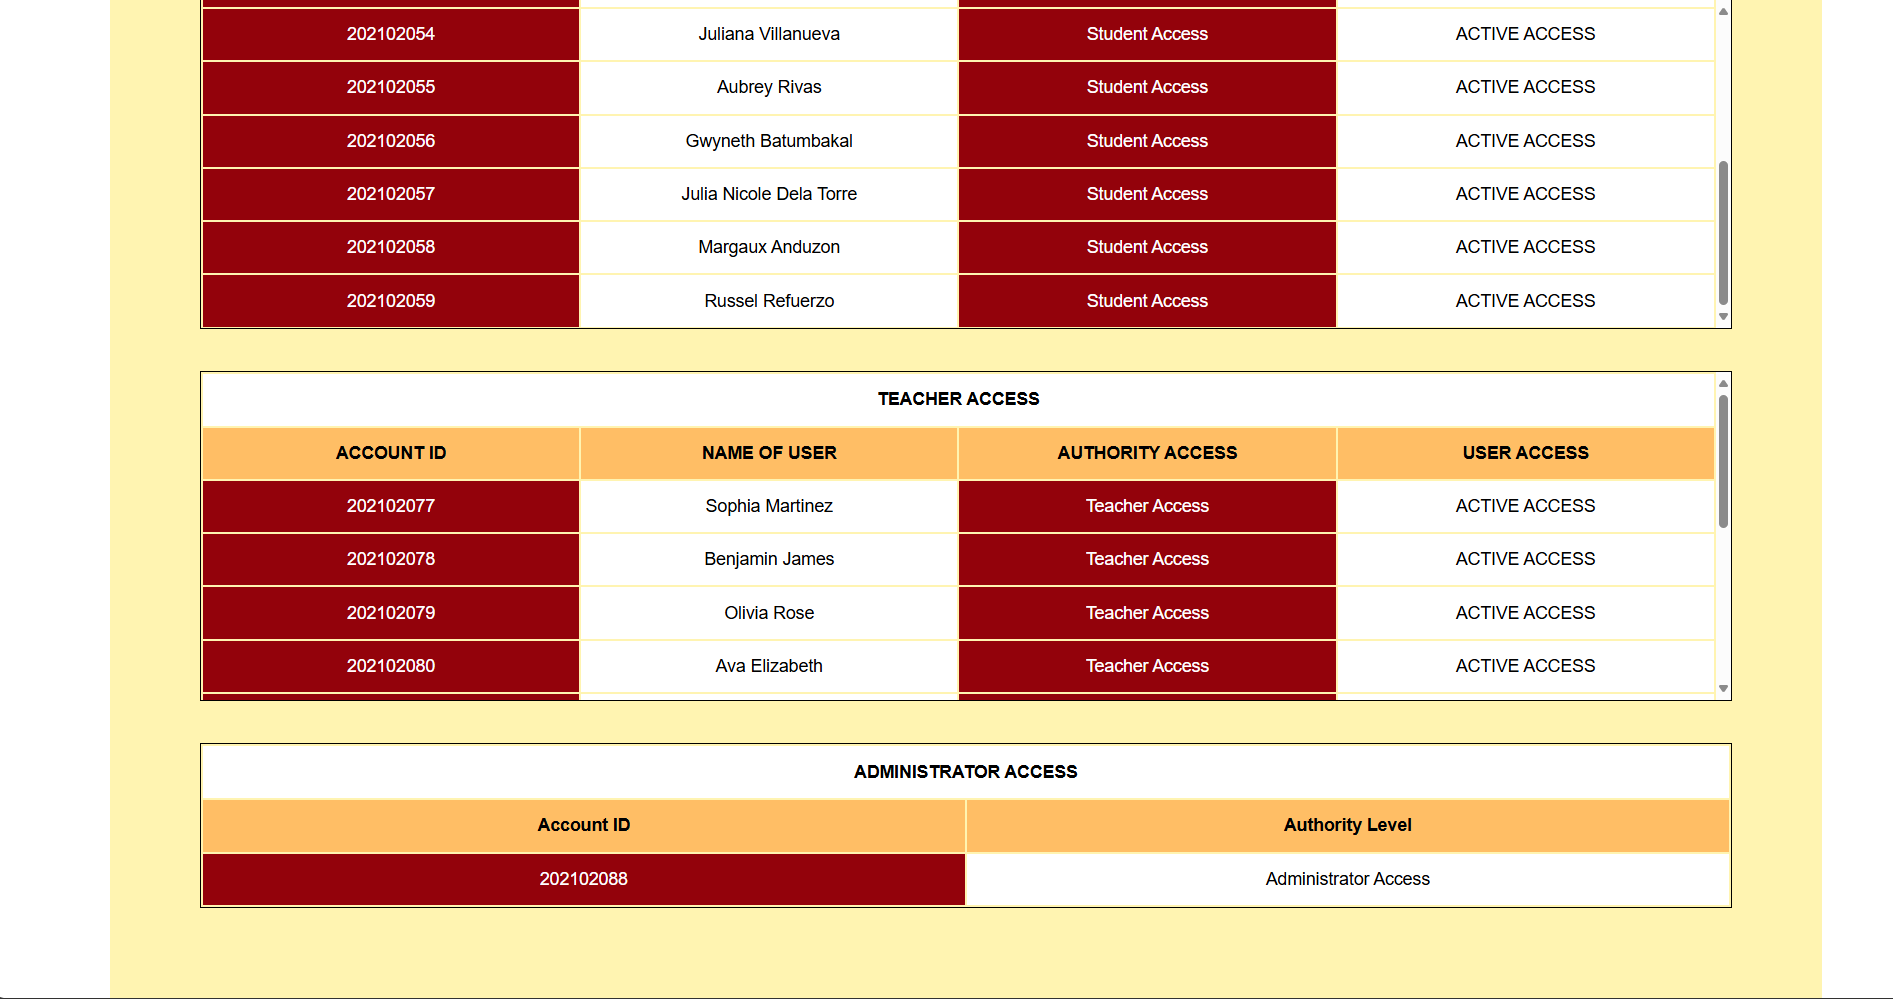 202102054 Juliana Villanueva Student Access ACTIVE ACCESS
202102055 Aubrey Rivas Student Access ACTIVE ACCESS
202102056 Gwyneth Batumbakal Student Access ACTIVE ACCESS
202102057 Julia Nicole Dela Torre Student Access ACTIVE ACCESS
202102058 Margaux Anduzon Student Access ACTIVE ACCESS
202102059 Russel Refuerzo Student Access ACTIVE ACCESS
TEACHER ACCESS
ACCOUNT ID NAME OF USER AUTHORITY ACCESS USER ACCESS
202102077 Sophia Martinez Teacher Access ACTIVE ACCESS
202102078 Benjamin James Teacher Access ACTIVE ACCESS
202102079 Olivia Rose Teacher Access ACTIVE ACCESS
202102080 Ava Elizabeth Teacher Access ACTIVE ACCESS
ADMINISTRATOR ACCESS
Account ID Authority Level
202102088 Administrator Access